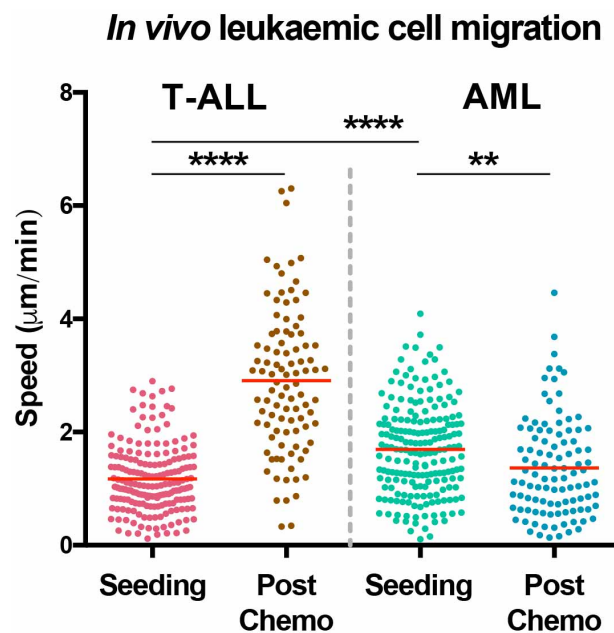 In vivo leukaemic cell migration
T-ALL AML
****
**** **
8
6
4
2
0
Speed (μm/min)
Seeding Post Chemo Seeding Post Chemo